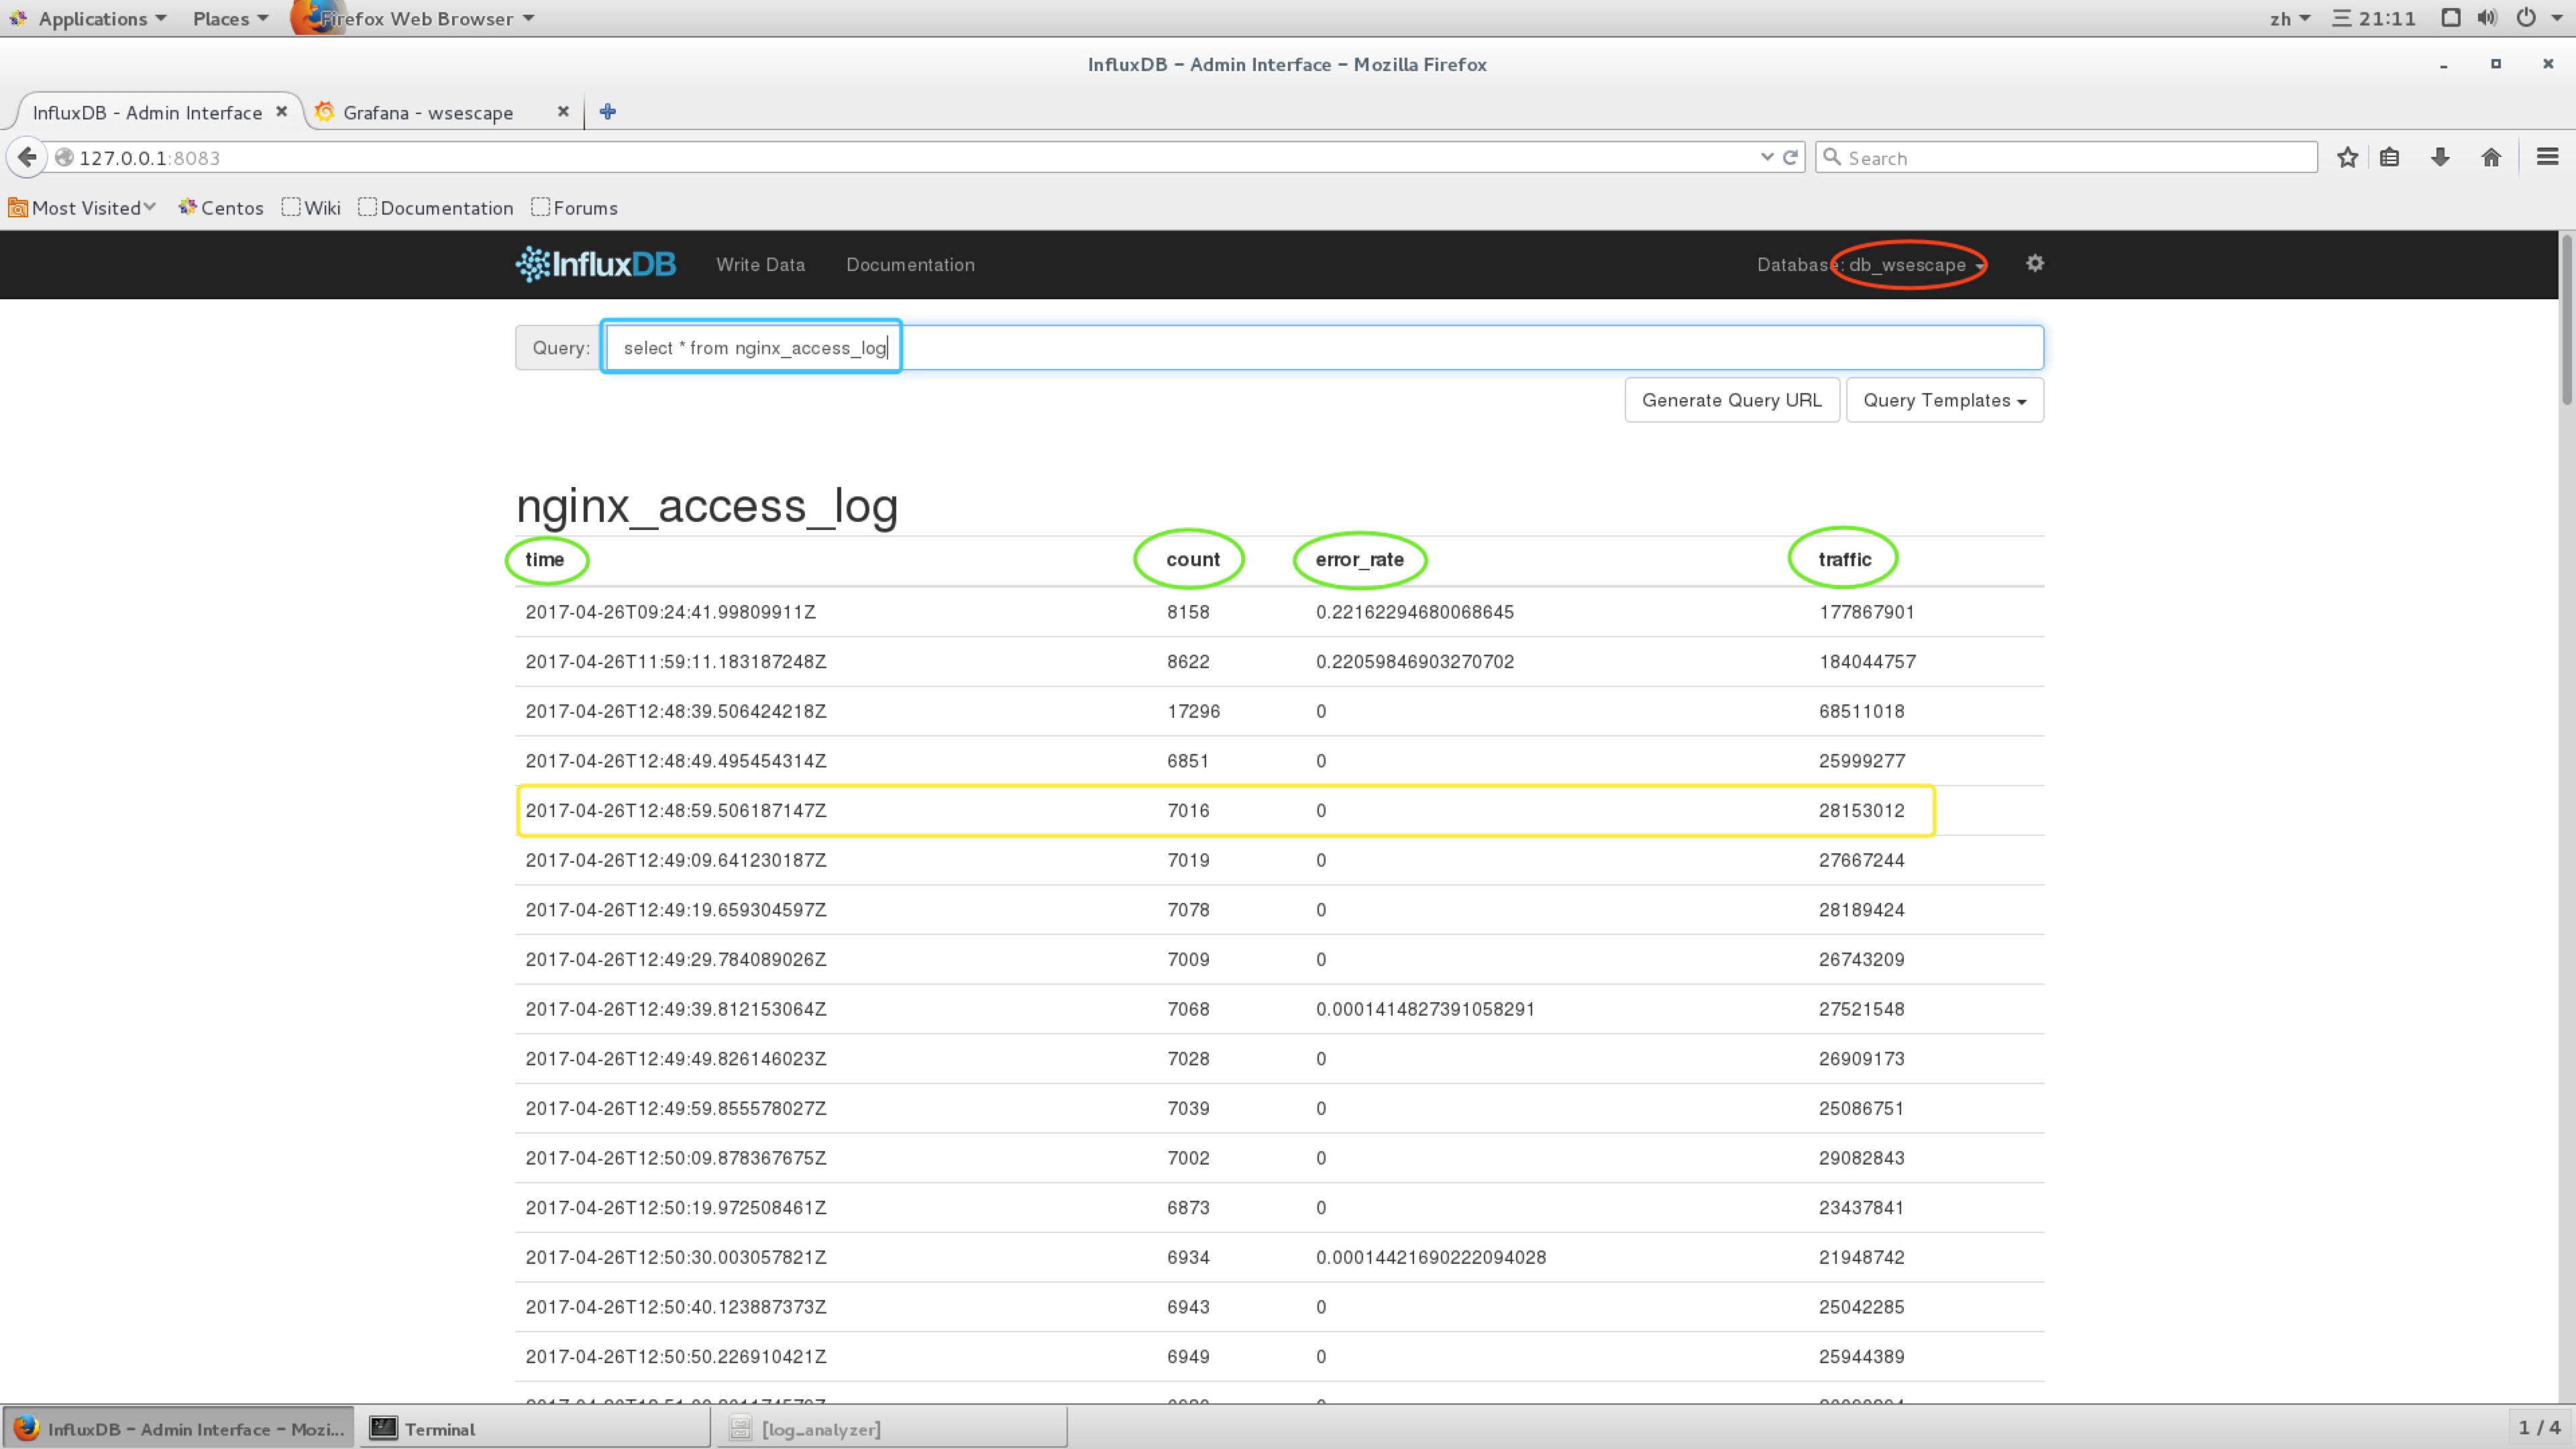 Applications Places Firefox Web Browser zh 三 21:11
InfluxDB – Admin Interface – Mozilla Firefox
InfluxDB - Admin Interface Grafana - wsescape
127.0.0.1:8083 Search
Most Visited Centos Wiki Documentation Forums
InfluxDB Write Data Documentation Database: db_wsescape
Query: select * from nginx_access_log
Generate Query URL Query Templates
nginx_access_log
time count error_rate traffic
2017-04-26T09:24:41.99809911Z 8158 0.22162294680068645 177867901
2017-04-26T11:59:11.183187248Z 8622 0.22059846903270702 184044757
2017-04-26T12:48:39.506424218Z 17296 0 68511018
2017-04-26T12:48:49.495454314Z 6851 0 25999277
2017-04-26T12:48:59.506187147Z 7016 0 28153012
2017-04-26T12:49:09.641230187Z 7019 0 27667244
2017-04-26T12:49:19.659304597Z 7078 0 28189424
2017-04-26T12:49:29.784089026Z 7009 0 26743209
2017-04-26T12:49:39.812153064Z 7068 0.0001414827391058291 27521548
2017-04-26T12:49:49.826146023Z 7028 0 26909173
2017-04-26T12:49:59.855578027Z 7039 0 25086751
2017-04-26T12:50:09.878367675Z 7002 0 29082843
2017-04-26T12:50:19.972508461Z 6873 0 23437841
2017-04-26T12:50:30.003057821Z 6934 0.00014421690222094028 21948742
2017-04-26T12:50:40.123887373Z 6943 0 25042285
2017-04-26T12:50:50.226910421Z 6949 0 25944389
InfluxDB – Admin Interface – Mozi... Terminal [log_analyzer] 1 / 4